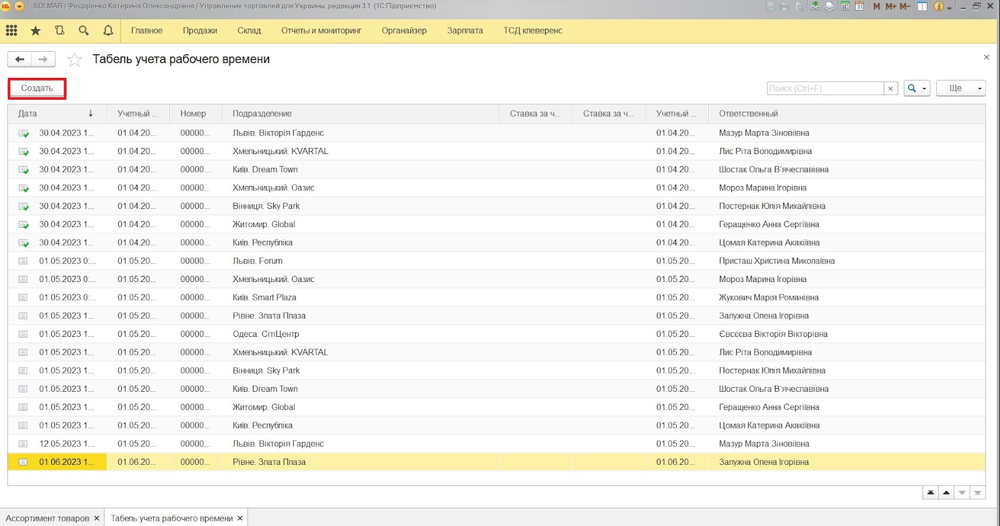 SOLMAR / Федоренко Катерина Олександрівна / Управление торговлей для Украины, редакция 3.1 (1С:Підприємство)
M M+ M-
Главное Продажи Склад Отчеты и мониторинг Органайзер Зарплата ТСД клеверенс
Табель учета рабочего времени
Создать Поиск (Ctrl+F) Ще
Дата ↓ Учетный ... Номер Подразделение Ставка за ч... Ставка за ч... Учетный ... Ответственный
30.04.2023 1... 01.04.20... 00000... Львів. Вікторія Гарденс 01.04.20... Мазур Марта Зіновіївна
30.04.2023 1... 01.04.20... 00000... Хмельницький. KVARTAL 01.04.20... Лис Ріта Володимирівна
30.04.2023 1... 01.04.20... 00000... Київ. Dream Town 01.04.20... Шостак Ольга В'ячеславівна
30.04.2023 1... 01.04.20... 00000... Хмельницький. Оазис 01.04.20... Мороз Марина Ігорівна
30.04.2023 1... 01.04.20... 00000... Вінниця. Sky Park 01.04.20... Постернак Юлія Михайлівна
30.04.2023 1... 01.04.20... 00000... Житомир. Global 01.04.20... Геращенко Анна Сергіївна
30.04.2023 1... 01.04.20... 00000... Київ. Республіка 01.04.20... Цомая Катерина Акакіївна
01.05.2023 0:... 01.05.20... 00000... Львів. Forum 01.05.20... Присташ Христина Миколаївна
01.05.2023 0:... 01.05.20... 00000... Хмельницький. Оазис 01.05.20... Мороз Марина Ігорівна
01.05.2023 0:... 01.05.20... 00000... Київ. Smart Plaza 01.05.20... Жукович Марія Романівна
01.05.2023 1... 01.05.20... 00000... Рівне. Злата Плаза 01.05.20... Залужна Олена Ігорівна
01.05.2023 1... 01.05.20... 00000... Одеса. СітіЦентр 01.05.20... Євсєєва Вікторія Вікторівна
01.05.2023 1... 01.05.20... 00000... Хмельницький. KVARTAL 01.05.20... Лис Ріта Володимирівна
01.05.2023 1... 01.05.20... 00000... Вінниця. Sky Park 01.05.20... Постернак Юлія Михайлівна
01.05.2023 1... 01.05.20... 00000... Київ. Dream Town 01.05.20... Шостак Ольга В'ячеславівна
01.05.2023 1... 01.05.20... 00000... Житомир. Global 01.05.20... Геращенко Анна Сергіївна
01.05.2023 1... 01.05.20... 00000... Київ. Республіка 01.05.20... Цомая Катерина Акакіївна
12.05.2023 1... 01.05.20... 00000... Львів. Вікторія Гарденс 01.05.20... Мазур Марта Зіновіївна
01.06.2023 1... 01.06.20... 00000... Рівне. Злата Плаза 01.06.20... Залужна Олена Ігорівна
Ассортимент товаров Табель учета рабочего времени